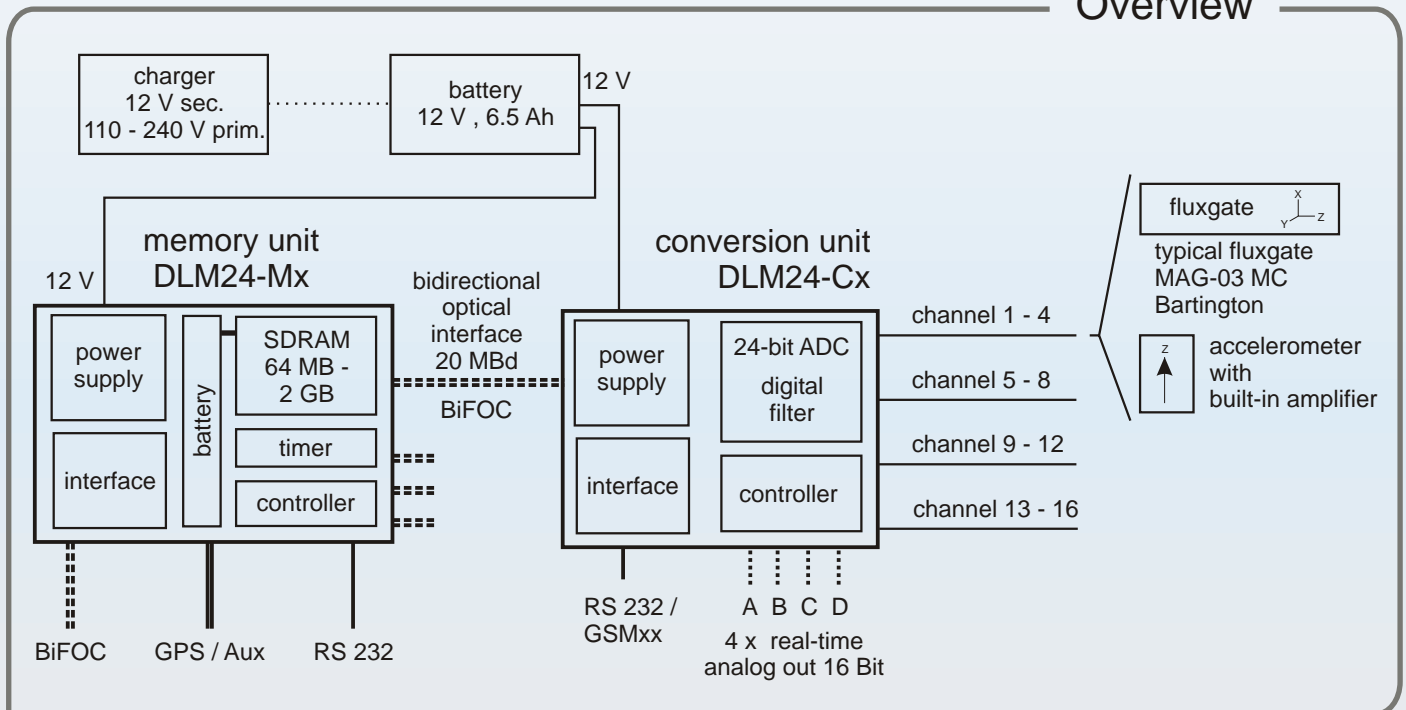 Overview
charger
12 V sec.
110 - 240 V prim.
battery
12 V , 6.5 Ah
12 V
memory unit
DLM24-Mx
12 V
power
supply
interface
battery
SDRAM
64 MB -
2 GB
timer
controller
BiFOC
GPS / Aux
RS 232
bidirectional
optical
interface
20 MBd
BiFOC
conversion unit
DLM24-Cx
power
supply
interface
24-bit ADC
digital
filter
controller
RS 232 /
GSMxx
A B C D
4 x real-time
analog out 16 Bit
channel 1 - 4
channel 5 - 8
channel 9 - 12
channel 13 - 16
fluxgate
X
Y
Z
typical fluxgate
MAG-03 MC
Bartington
Z
accelerometer
with
built-in amplifier